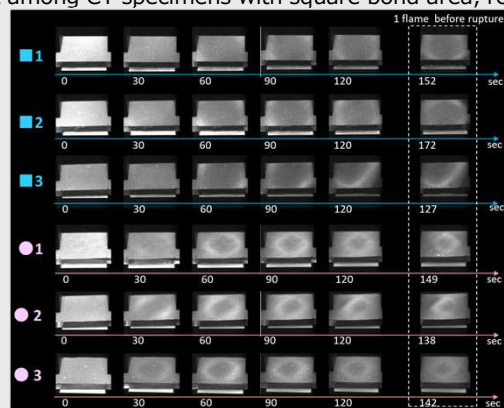 among CT specimens with square bond area, ro
1 flame before rupture
1
0 30 60 90 120 152 sec
2
0 30 60 90 120 172 sec
3
0 30 60 90 120 127 sec
1
0 30 60 90 120 149 sec
2
0 30 60 90 120 138 sec
3
0 30 60 90 120 142 sec